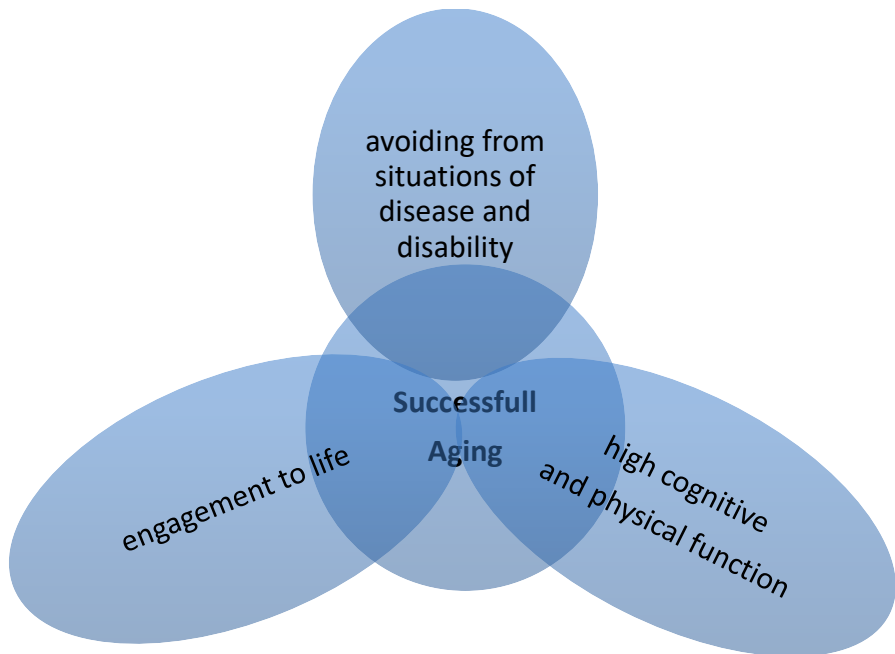 avoiding from
situations of
disease and
disability
Successfull
Aging
engagement to life
high cognitive
and physical function